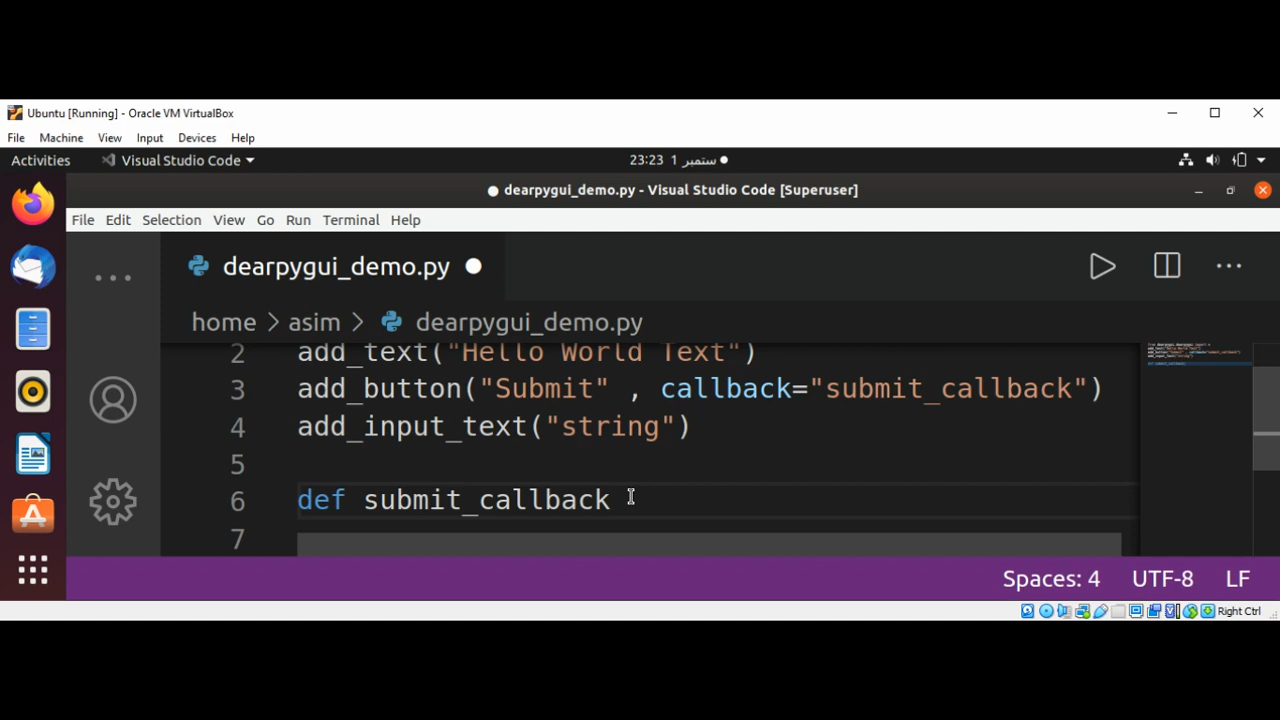 Ubuntu [Running] - Oracle VM VirtualBox
File Machine View Input Devices Help
Activities Visual Studio Code 23:23 1 ستمبر
dearpygui_demo.py - Visual Studio Code [Superuser]
File Edit Selection View Go Run Terminal Help
dearpygui_demo.py
home > asim > dearpygui_demo.py
2 add_text("Hello World Text")
3 add_button("Submit" , callback="submit_callback")
4 add_input_text("string")
5
6 def submit_callback
7
Spaces: 4 UTF-8 LF
Right Ctrl